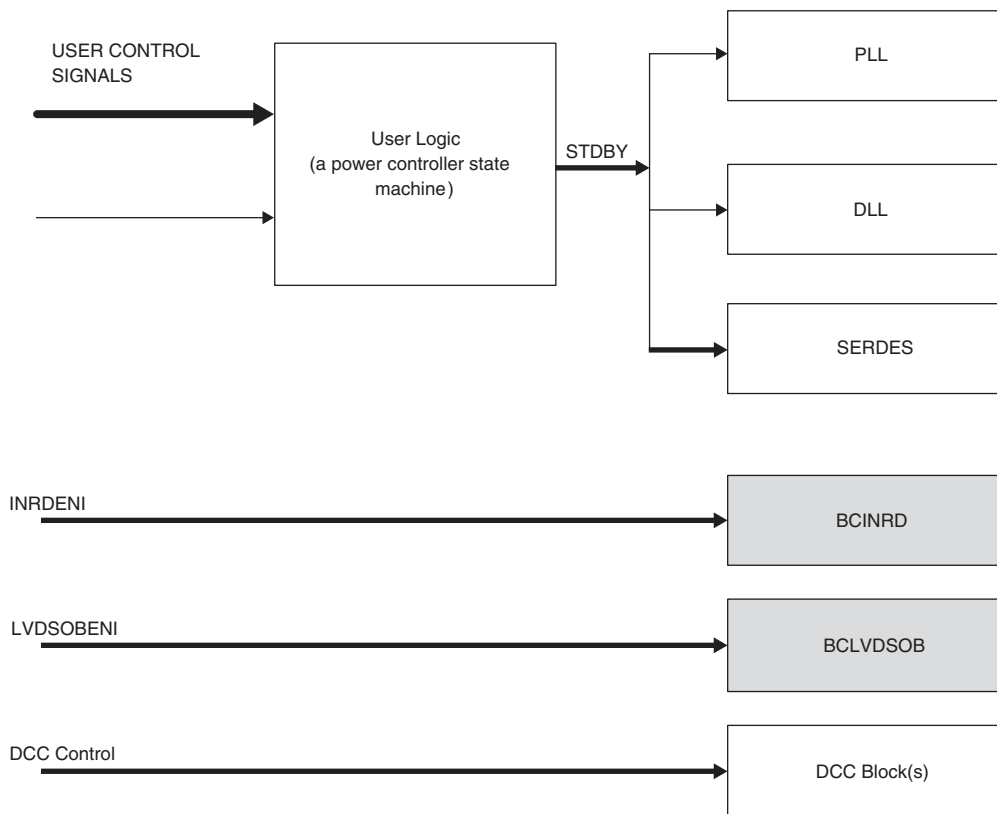 USER CONTROL
SIGNALS
User Logic
(a power controller state
machine)
STDBY
PLL
DLL
SERDES
INRDENI
BCINRD
LVDSOBENI
BCLVDSOB
DCC Control
DCC Block(s)